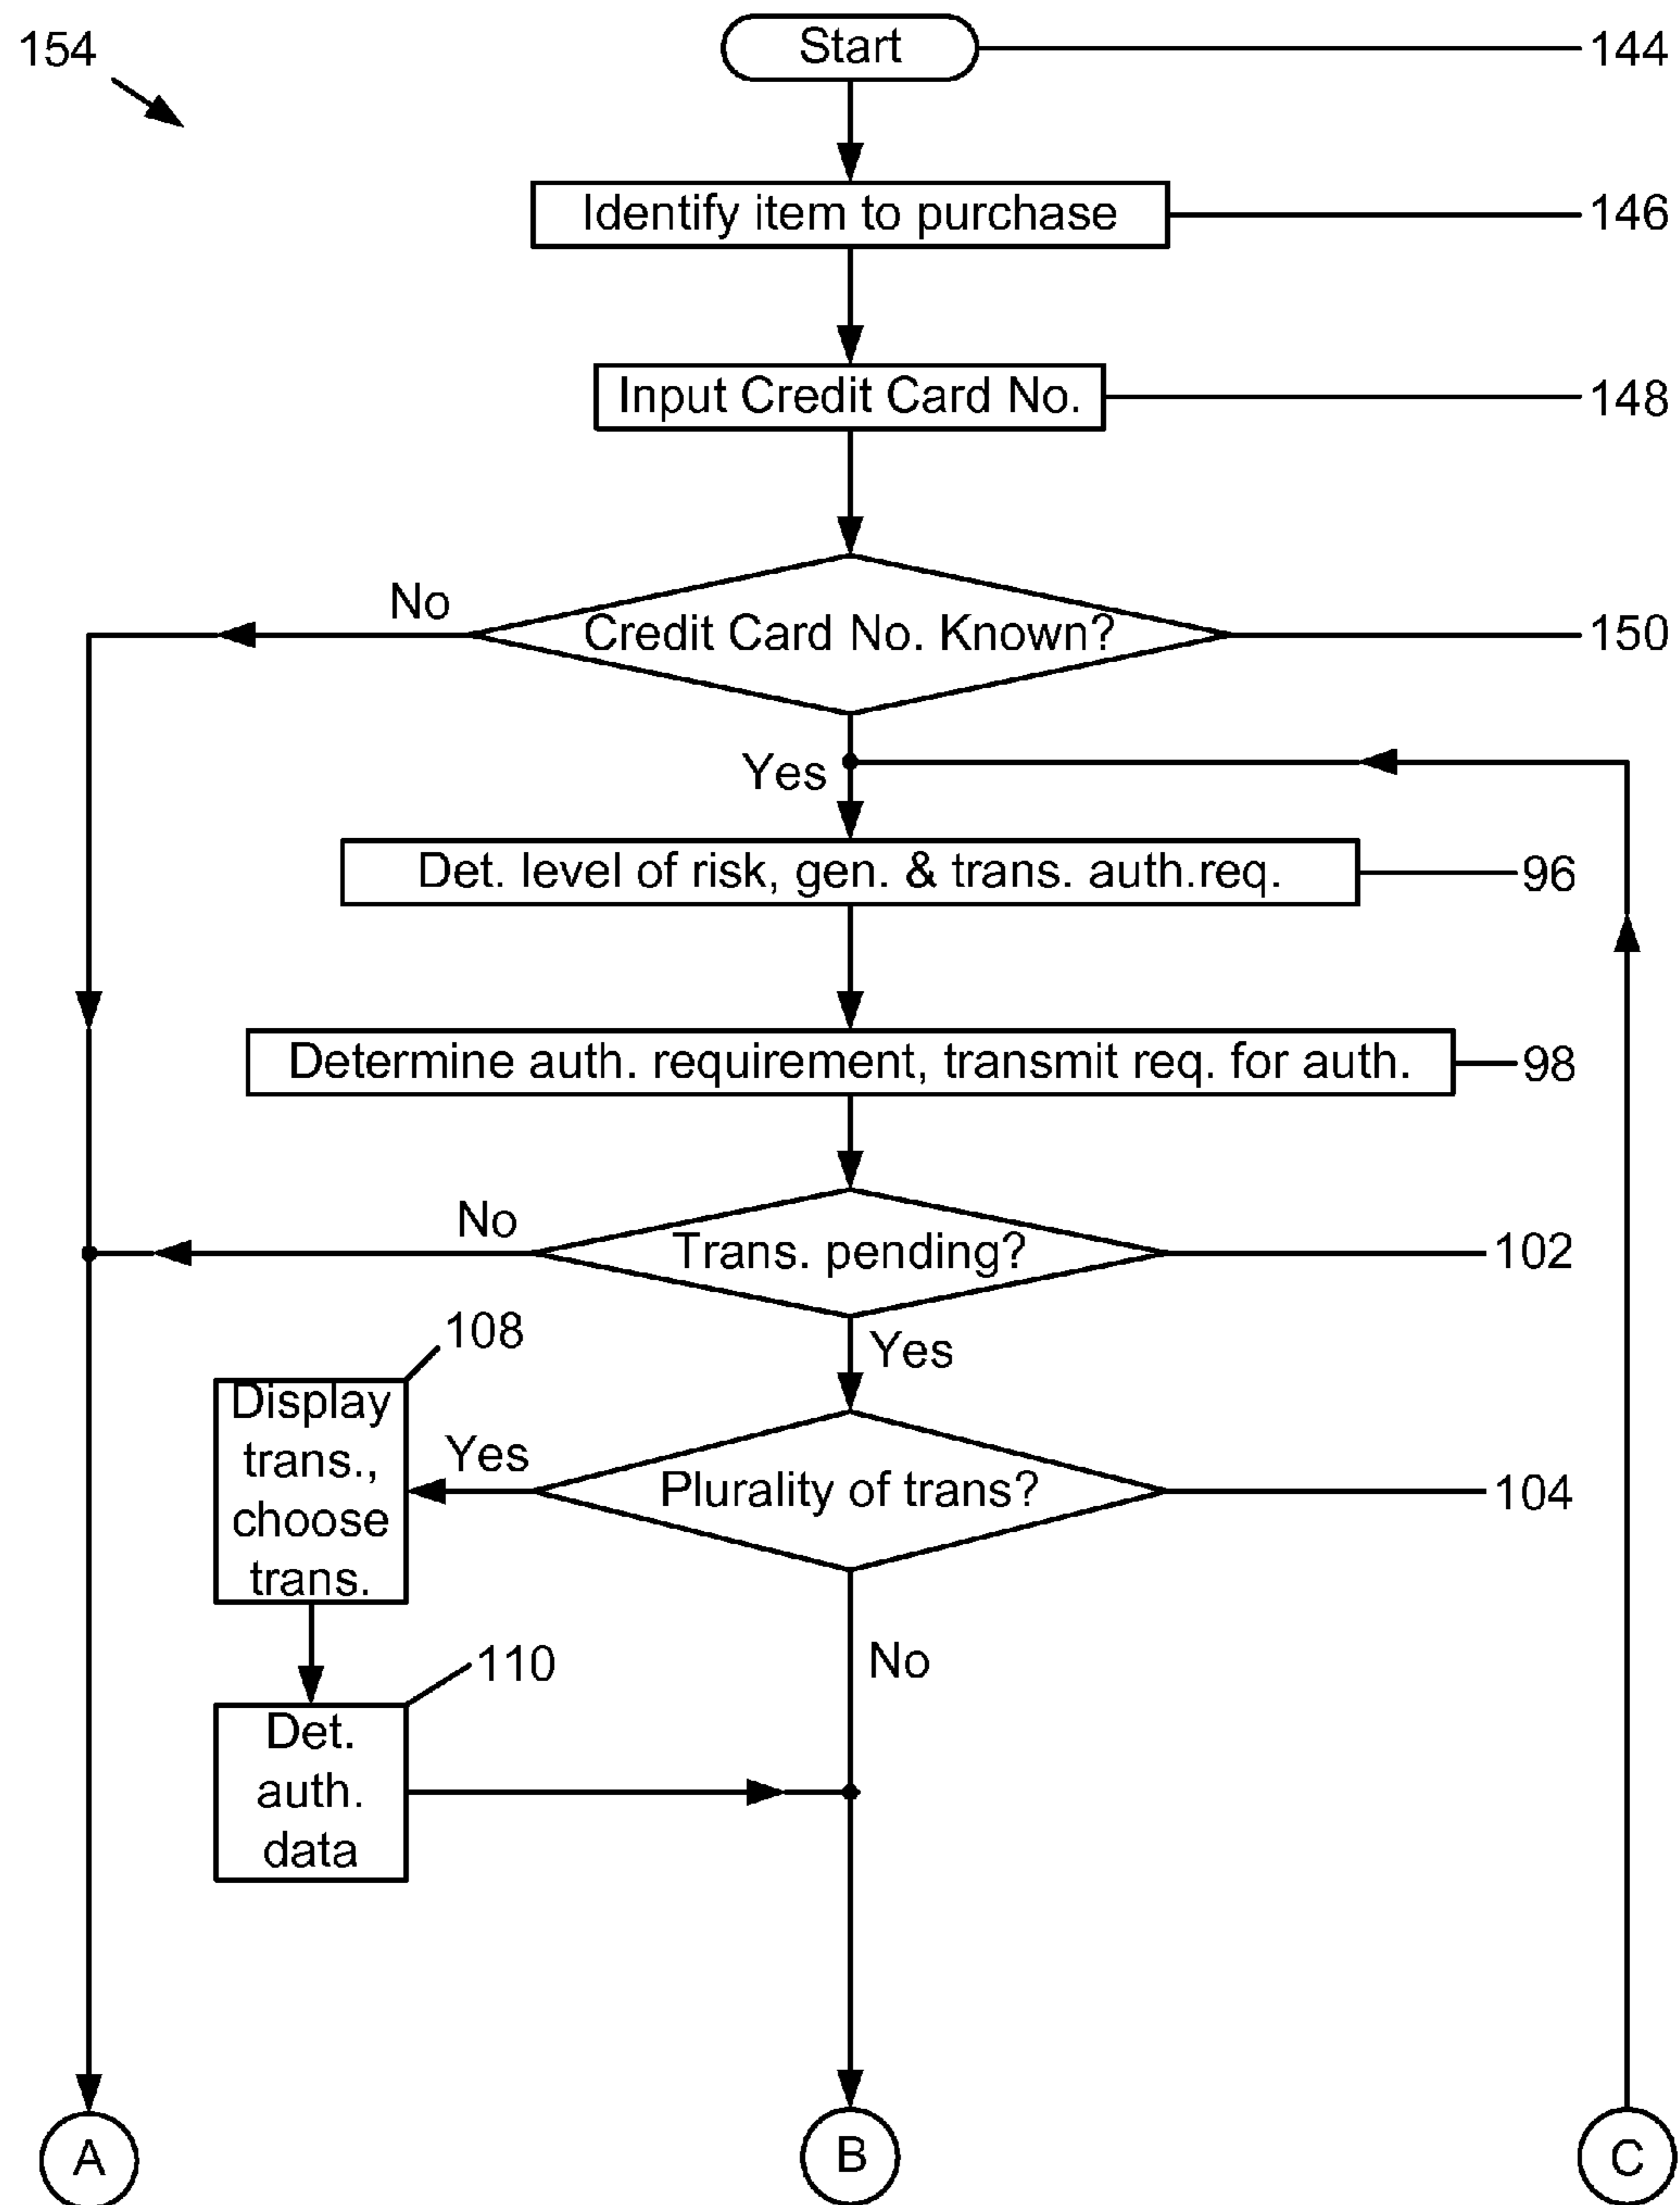 154
Start
144
Identify item to purchase
146
Input Credit Card No.
148
No
Credit Card No. Known?
150
Yes
Det. level of risk, gen. & trans. auth.req.
96
Determine auth. requirement, transmit req. for auth.
98
No
Trans. pending?
102
108
Yes
Display
trans.,
choose
trans.
Yes
Plurality of trans?
104
No
110
Det.
auth.
data
A
B
C